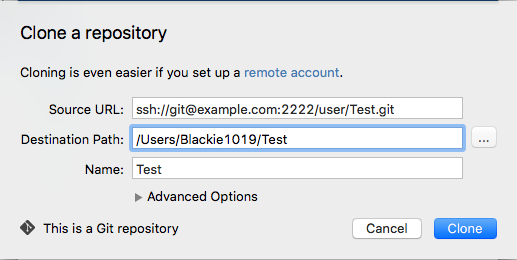 Clone a repository
Cloning is even easier if you set up a remote account.
Source URL: ssh://git@example.com:2222/user/Test.git
Destination Path: /Users/Blackie1019/Test ...
Name: Test
Advanced Options
This is a Git repository Cancel Clone